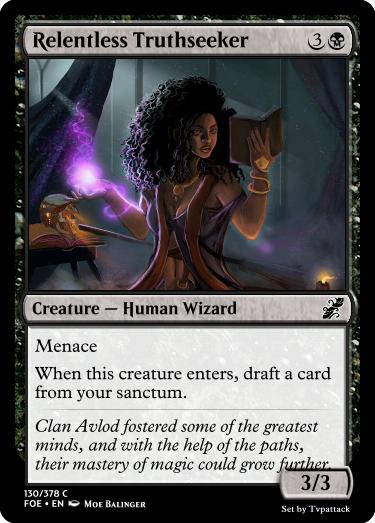 Relentless Truthseeker 3
Creature — Human Wizard
Menace
When this creature enters, draft a card
from your sanctum.
Clan Avlod fostered some of the greatest
minds, and with the help of the paths,
their mastery of magic could grow further.
3/3
130/378 C
FOE • EN Moe Balinger
Set by Tvpattack